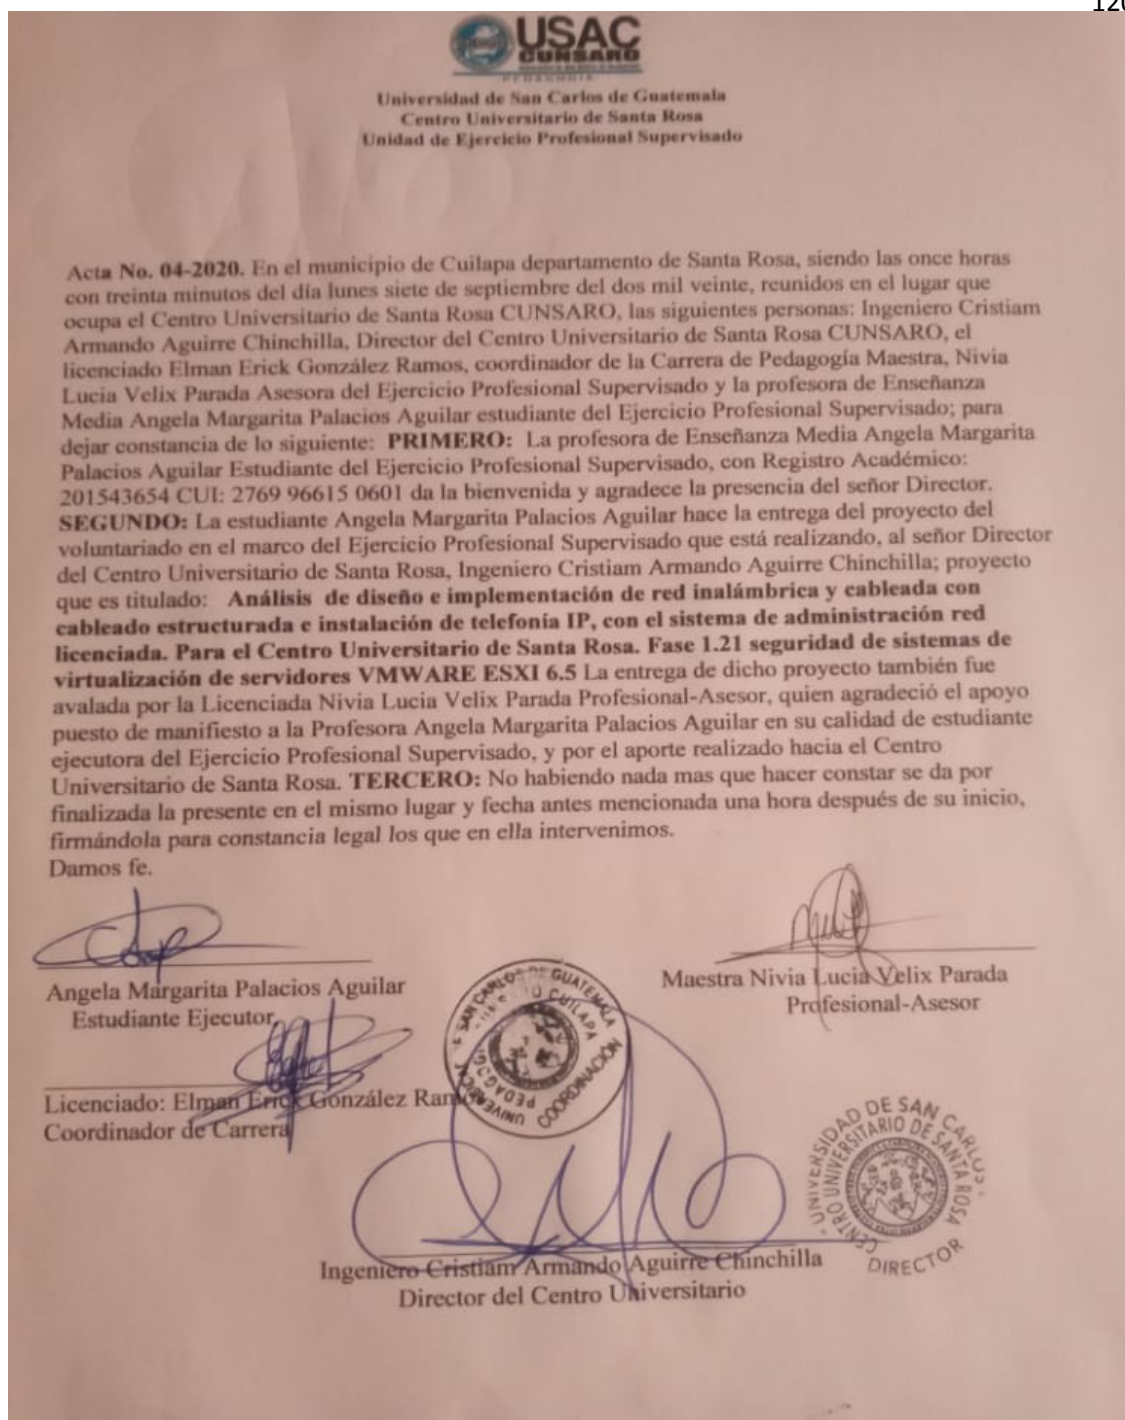 120
USAC
CUNSARO
PEDAGOGIA
Universidad de San Carlos de Guatemala
Centro Universitario de Santa Rosa
Unidad de Ejercicio Profesional Supervisado
Acta No. 04-2020. En el municipio de Cuilapa departamento de Santa Rosa, siendo las once horas
con treinta minutos del día lunes siete de septiembre del dos mil veinte, reunidos en el lugar que
ocupa el Centro Universitario de Santa Rosa CUNSARO, las siguientes personas: Ingeniero Cristiam
Armando Aguirre Chinchilla, Director del Centro Universitario de Santa Rosa CUNSARO, el
licenciado Elman Erick González Ramos, coordinador de la Carrera de Pedagogía Maestra, Nivia
Lucia Velix Parada Asesora del Ejercicio Profesional Supervisado y la profesora de Enseñanza
Media Angela Margarita Palacios Aguilar estudiante del Ejercicio Profesional Supervisado; para
dejar constancia de lo siguiente: PRIMERO: La profesora de Enseñanza Media Angela Margarita
Palacios Aguilar Estudiante del Ejercicio Profesional Supervisado, con Registro Académico:
201543654 CUI: 2769 96615 0601 da la bienvenida y agradece la presencia del señor Director.
SEGUNDO: La estudiante Angela Margarita Palacios Aguilar hace la entrega del proyecto del
voluntariado en el marco del Ejercicio Profesional Supervisado que está realizando, al señor Director
del Centro Universitario de Santa Rosa, Ingeniero Cristiam Armando Aguirre Chinchilla; proyecto
que es titulado: Análisis de diseño e implementación de red inalámbrica y cableada con
cableado estructurada e instalación de telefonía IP, con el sistema de administración red
licenciada. Para el Centro Universitario de Santa Rosa. Fase 1.21 seguridad de sistemas de
virtualización de servidores VMWARE ESXI 6.5 La entrega de dicho proyecto también fue
avalada por la Licenciada Nivia Lucia Velix Parada Profesional-Asesor, quien agradeció el apoyo
puesto de manifiesto a la Profesora Angela Margarita Palacios Aguilar en su calidad de estudiante
ejecutora del Ejercicio Profesional Supervisado, y por el aporte realizado hacia el Centro
Universitario de Santa Rosa. TERCERO: No habiendo nada mas que hacer constar se da por
finalizada la presente en el mismo lugar y fecha antes mencionada una hora después de su inicio,
firmándola para constancia legal los que en ella intervenimos.
Damos fe.
Angela Margarita Palacios Aguilar
Estudiante Ejecutor
Maestra Nivia Lucia Velix Parada
Profesional-Asesor
Licenciado: Elman Erick González Ramos
Coordinador de Carrera
SAN CARLOS DE GUATEMALA
CUILAPA
COORDINACIÓN
UNIVERSIDAD DE SAN CARLOS
CENTRO UNIVERSITARIO DE SANTA ROSA
DIRECTOR
Ingeniero Cristiam Armando Aguirre Chinchilla
Director del Centro Universitario